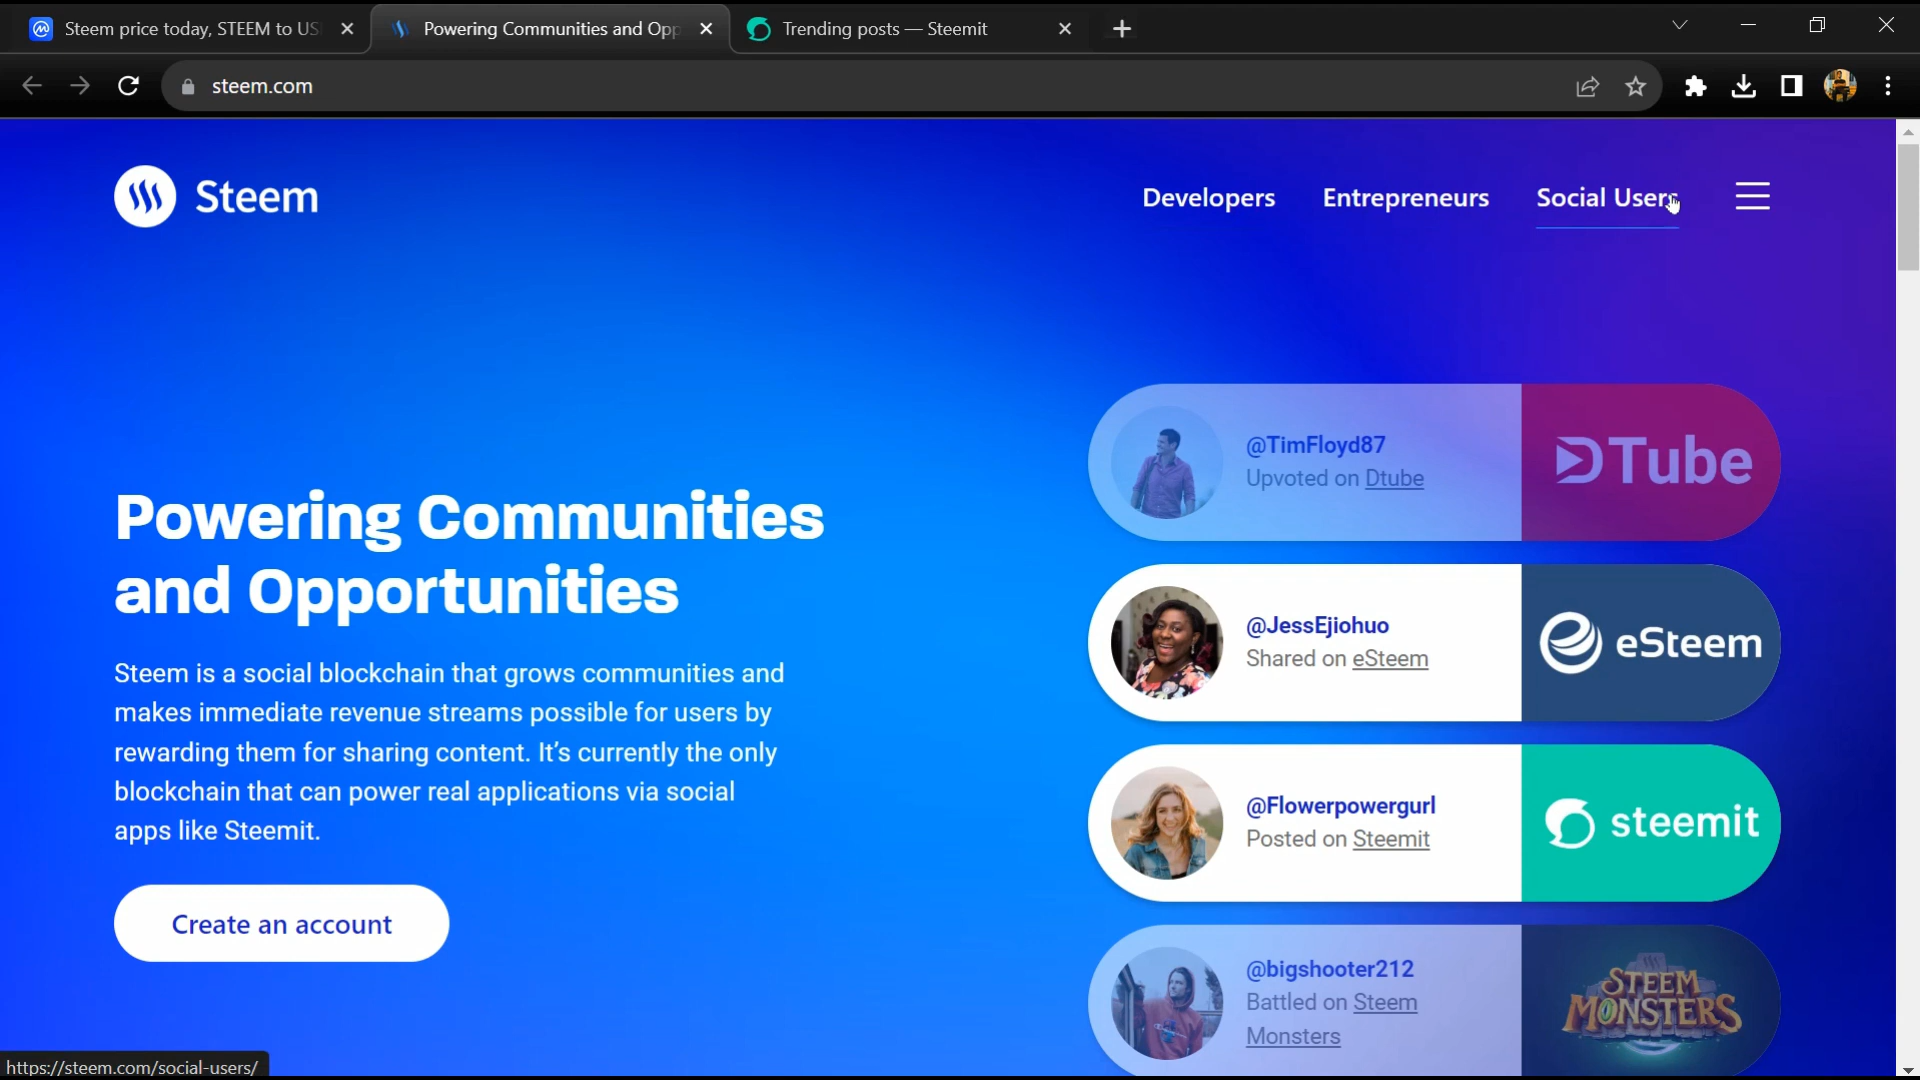 Steem price today, STEEM to US
Powering Communities and Opp
Trending posts — Steemit
steem.com
Steem
Developers
Entrepreneurs
Social Users
Powering Communities
and Opportunities
Steem is a social blockchain that grows communities and
makes immediate revenue streams possible for users by
rewarding them for sharing content. It’s currently the only
blockchain that can power real applications via social
apps like Steemit.
Create an account
@TimFloyd87
Upvoted on Dtube
DTube
@JessEjiohuo
Shared on eSteem
eSteem
@Flowerpowergurl
Posted on Steemit
steemit
@bigshooter212
Battled on Steem
Monsters
STEEM
MONSTERS
https://steem.com/social-users/